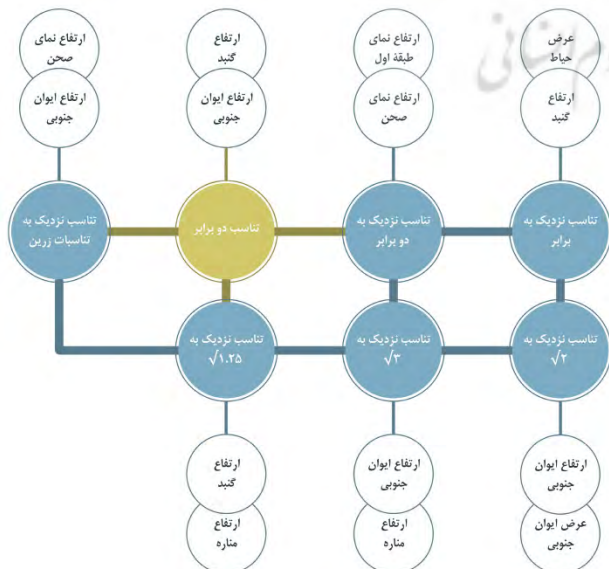 عرض
حیاط
ارتفاع
گنبد
ارتفاع نمای
طبقهٔ اول
ارتفاع نمای
صحن
ارتفاع
گنبد
ارتفاع ایوان
جنوبی
ارتفاع نمای
صحن
ارتفاع ایوان
جنوبی
تناسب نزدیک به
برابر
تناسب نزدیک به
دو برابر
تناسب دو برابر
تناسب نزدیک به
تناسبات زرین
تناسب نزدیک به
√۲
تناسب نزدیک به
√۳
تناسب نزدیک به
√۱.۲۵
ارتفاع ایوان
جنوبی
عرض ایوان
جنوبی
ارتفاع ایوان
جنوبی
ارتفاع
مناره
ارتفاع
گنبد
ارتفاع
مناره